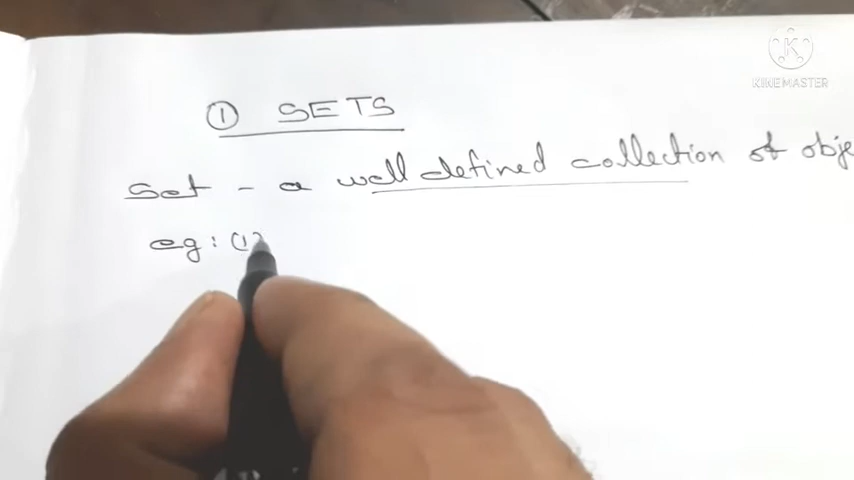 ① SETS
Set - a well defined collection of obje
eg: (1)
K
KINEMASTER